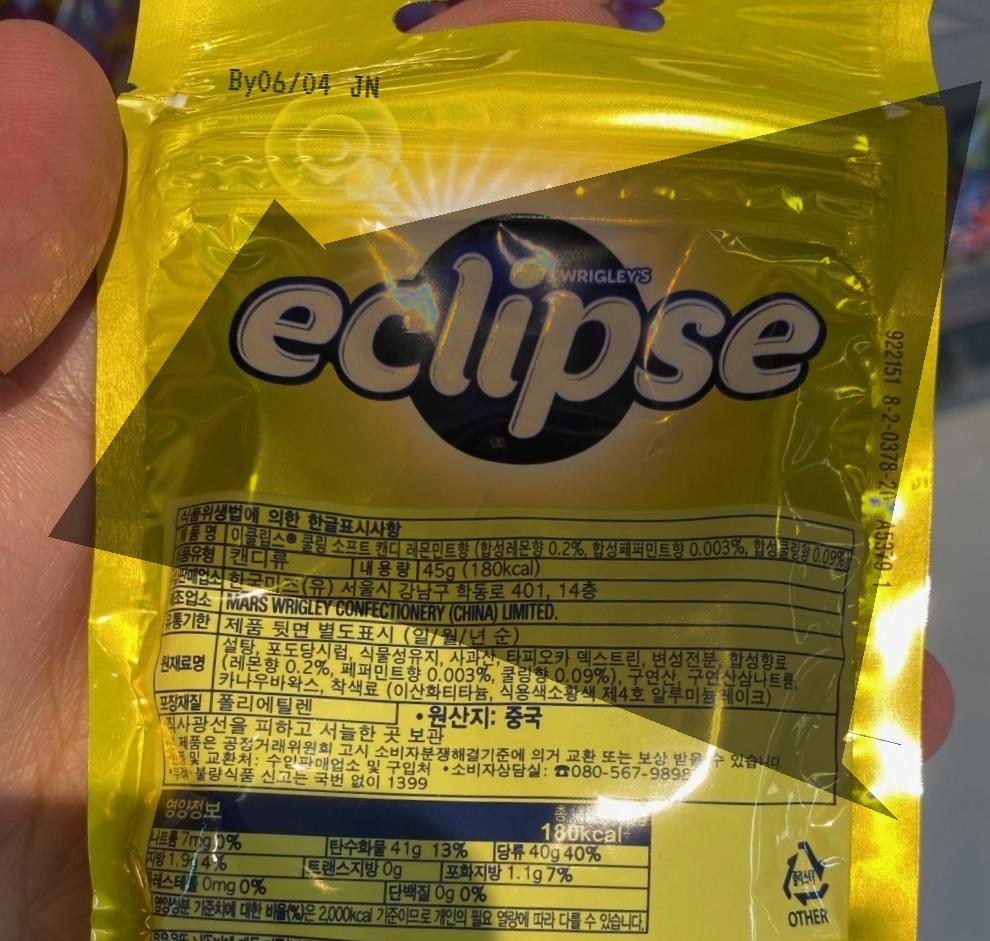 By06/04 JN
WRIGLEY'S
eclipse
922151 8-2-0378-20
식품위생법에 의한 한글표시사항
제품명 이클립스® 쿨링 소프트 캔디 레몬민트향 (합성레몬향 0.2%, 합성페퍼민트향 0.003%, 합성쿨링향 0.09%)
식품유형 캔디류 내용량 45g (180kcal)
한국마즈(유) 서울시 강남구 학동로 401, 14층
제조업소 MARS WRIGLEY CONFECTIONERY (CHINA) LIMITED.
유통기한 제품 뒷면 별도표시 (일/월/년 순)
원재료명 설탕, 포도당시럽, 식물성유지, 사과산, 타피오카 덱스트린, 변성전분, 합성향료
(레몬향 0.2%, 페퍼민트향 0.003%, 쿨링향 0.09%), 구연산, 구연산삼나트륨,
카나우바왁스, 착색료 (이산화티타늄, 식용색소황색 제4호 알루미늄레이크)
포장재질 폴리에틸렌 •원산지: 중국
직사광선을 피하고 서늘한 곳 보관
제품은 공정거래위원회 고시 소비자분쟁해결기준에 의거 교환 또는 보상 받을 수 있습니다.
반품 및 교환처: 수입판매업소 및 구입처 •소비자상담실: ☎080-567-9898
불량식품 신고는 국번 없이 1399
영양정보
180kcal
나트륨 7mg 0% 탄수화물 41g 13% 당류 40g 40%
지방 1.9g 4% 트랜스지방 0g 포화지방 1.1g 7%
콜레스테롤 0mg 0% 단백질 0g 0%
영양성분 기준치에 대한 비율(%)은 2,000kcal 기준이므로 개인의 필요 열량에 따라 다를 수 있습니다.
OTHER